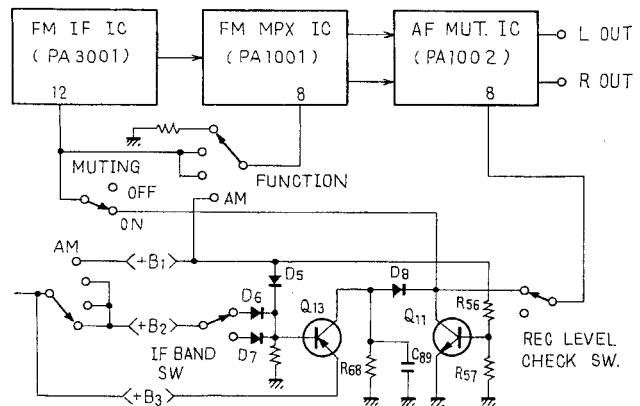 FM IF IC
(PA3001)
12
FM MPX IC
(PA1001)
8
AF MUT. IC
(PA1002)
8
L OUT
R OUT
MUTING
OFF
ON
FUNCTION
AM
AM
<+B1>
<+B2>
<+B3>
IF BAND
SW
D5
D6
D7
Q13
D8
R68
C89
Q11
R56
R57
REC LEVEL
CHECK SW.